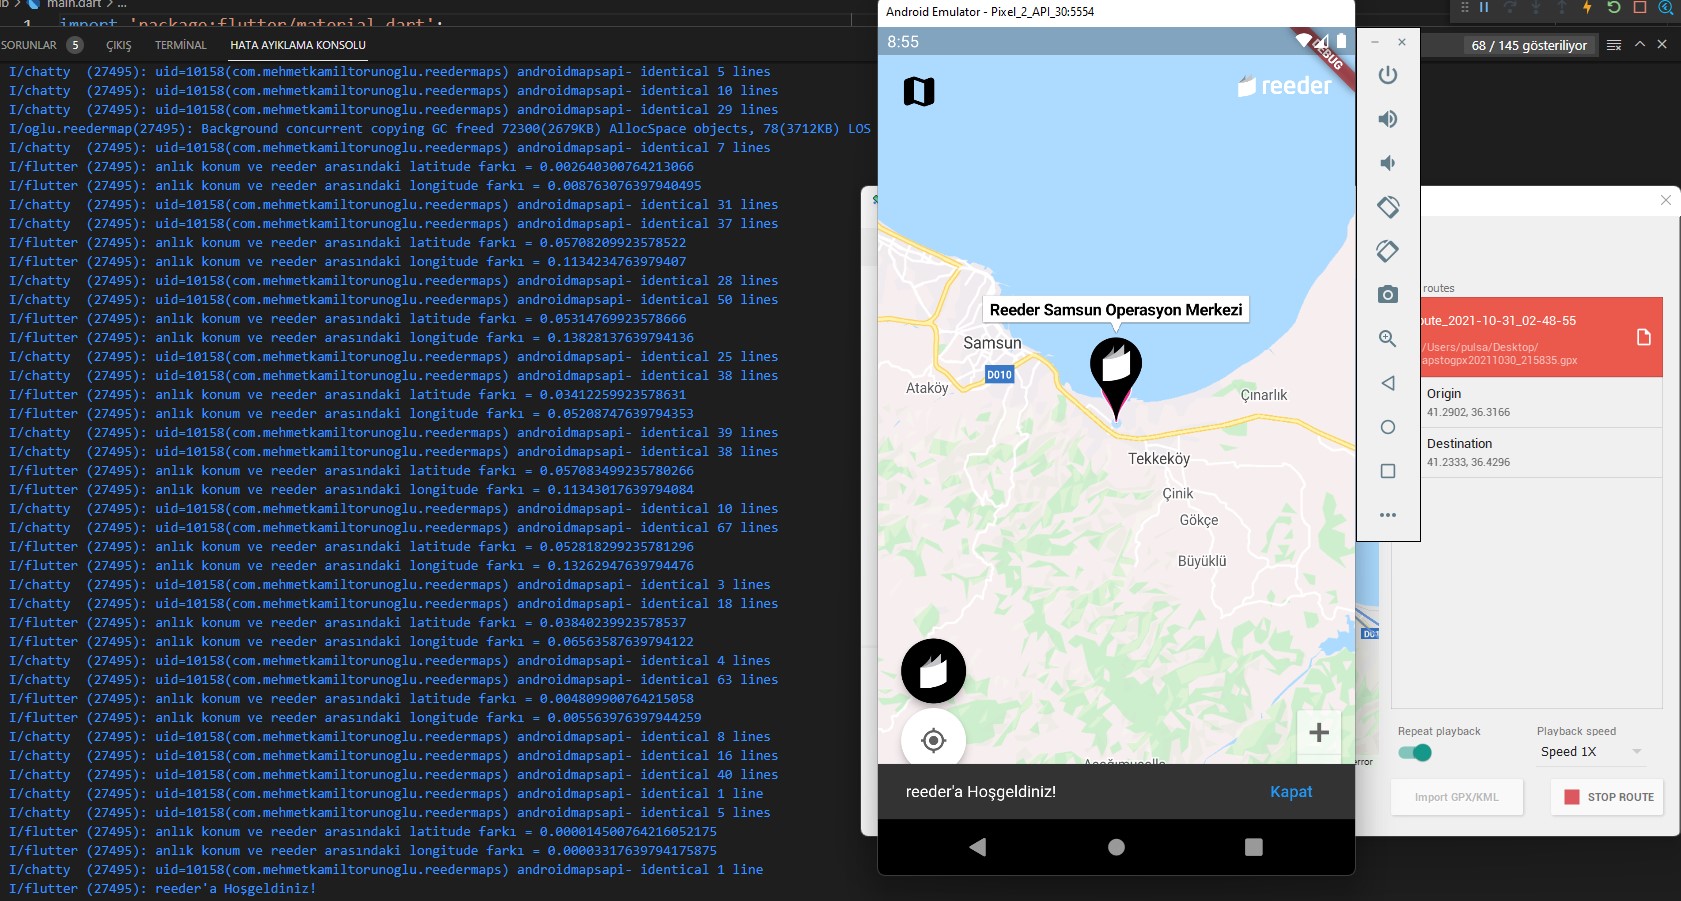 main.dart > ...
1 import 'package:flutter/material.dart';
SORUNLAR 5 ÇIKIŞ TERMİNAL HATA AYIKLAMA KONSOLU
68 / 145 gösteriliyor
I/chatty  (27495): uid=10158(com.mehmetkamiltorunoglu.reedermaps) androidmapsapi- identical 5 lines
I/chatty  (27495): uid=10158(com.mehmetkamiltorunoglu.reedermaps) androidmapsapi- identical 10 lines
I/chatty  (27495): uid=10158(com.mehmetkamiltorunoglu.reedermaps) androidmapsapi- identical 29 lines
I/oglu.reedermap(27495): Background concurrent copying GC freed 72300(2679KB) AllocSpace objects, 78(3712KB) LOS
I/chatty  (27495): uid=10158(com.mehmetkamiltorunoglu.reedermaps) androidmapsapi- identical 7 lines
I/flutter (27495): anlık konum ve reeder arasındaki latitude farkı = 0.002640300764213066
I/flutter (27495): anlık konum ve reeder arasındaki longitude farkı = 0.008763076397940495
I/chatty  (27495): uid=10158(com.mehmetkamiltorunoglu.reedermaps) androidmapsapi- identical 31 lines
I/chatty  (27495): uid=10158(com.mehmetkamiltorunoglu.reedermaps) androidmapsapi- identical 37 lines
I/flutter (27495): anlık konum ve reeder arasındaki latitude farkı = 0.05708209923578522
I/flutter (27495): anlık konum ve reeder arasındaki longitude farkı = 0.1134234763979407
I/chatty  (27495): uid=10158(com.mehmetkamiltorunoglu.reedermaps) androidmapsapi- identical 28 lines
I/chatty  (27495): uid=10158(com.mehmetkamiltorunoglu.reedermaps) androidmapsapi- identical 50 lines
I/flutter (27495): anlık konum ve reeder arasındaki latitude farkı = 0.05314769923578666
I/flutter (27495): anlık konum ve reeder arasındaki longitude farkı = 0.13828137639794136
I/chatty  (27495): uid=10158(com.mehmetkamiltorunoglu.reedermaps) androidmapsapi- identical 25 lines
I/chatty  (27495): uid=10158(com.mehmetkamiltorunoglu.reedermaps) androidmapsapi- identical 38 lines
I/flutter (27495): anlık konum ve reeder arasındaki latitude farkı = 0.03412259923578631
I/flutter (27495): anlık konum ve reeder arasındaki longitude farkı = 0.05208747639794353
I/chatty  (27495): uid=10158(com.mehmetkamiltorunoglu.reedermaps) androidmapsapi- identical 39 lines
I/chatty  (27495): uid=10158(com.mehmetkamiltorunoglu.reedermaps) androidmapsapi- identical 38 lines
I/flutter (27495): anlık konum ve reeder arasındaki latitude farkı = 0.057083499235780266
I/flutter (27495): anlık konum ve reeder arasındaki longitude farkı = 0.11343017639794084
I/chatty  (27495): uid=10158(com.mehmetkamiltorunoglu.reedermaps) androidmapsapi- identical 10 lines
I/chatty  (27495): uid=10158(com.mehmetkamiltorunoglu.reedermaps) androidmapsapi- identical 67 lines
I/flutter (27495): anlık konum ve reeder arasındaki latitude farkı = 0.052818299235781296
I/flutter (27495): anlık konum ve reeder arasındaki longitude farkı = 0.13262947639794476
I/chatty  (27495): uid=10158(com.mehmetkamiltorunoglu.reedermaps) androidmapsapi- identical 3 lines
I/chatty  (27495): uid=10158(com.mehmetkamiltorunoglu.reedermaps) androidmapsapi- identical 18 lines
I/flutter (27495): anlık konum ve reeder arasındaki latitude farkı = 0.03840239923578537
I/flutter (27495): anlık konum ve reeder arasındaki longitude farkı = 0.06563587639794122
I/chatty  (27495): uid=10158(com.mehmetkamiltorunoglu.reedermaps) androidmapsapi- identical 4 lines
I/chatty  (27495): uid=10158(com.mehmetkamiltorunoglu.reedermaps) androidmapsapi- identical 63 lines
I/flutter (27495): anlık konum ve reeder arasındaki latitude farkı = 0.004809900764215058
I/flutter (27495): anlık konum ve reeder arasındaki longitude farkı = 0.005563976397944259
I/chatty  (27495): uid=10158(com.mehmetkamiltorunoglu.reedermaps) androidmapsapi- identical 8 lines
I/chatty  (27495): uid=10158(com.mehmetkamiltorunoglu.reedermaps) androidmapsapi- identical 16 lines
I/chatty  (27495): uid=10158(com.mehmetkamiltorunoglu.reedermaps) androidmapsapi- identical 40 lines
I/chatty  (27495): uid=10158(com.mehmetkamiltorunoglu.reedermaps) androidmapsapi- identical 1 line
I/chatty  (27495): uid=10158(com.mehmetkamiltorunoglu.reedermaps) androidmapsapi- identical 5 lines
I/flutter (27495): anlık konum ve reeder arasındaki latitude farkı = 0.000014500764216052175
I/flutter (27495): anlık konum ve reeder arasındaki longitude farkı = 0.00003317639794175875
I/chatty  (27495): uid=10158(com.mehmetkamiltorunoglu.reedermaps) androidmapsapi- identical 1 line
I/flutter (27495): reeder'a Hoşgeldiniz!
Android Emulator - Pixel_2_API_30:5554
8:55
DEBUG
reeder
Reeder Samsun Operasyon Merkezi
Samsun
D010
Ataköy
Çınarlık
Tekkeköy
Çinik
Gökçe
Büyüklü
reeder'a Hoşgeldiniz! Kapat
routes
ute_2021-10-31_02-48-55
/Users/pulsa/Desktop/
apstogpx20211030_215835.gpx
Origin
41.2902, 36.3166
Destination
41.2333, 36.4296
Repeat playback
Playback speed
Speed 1X
error
Import GPX/KML
STOP ROUTE